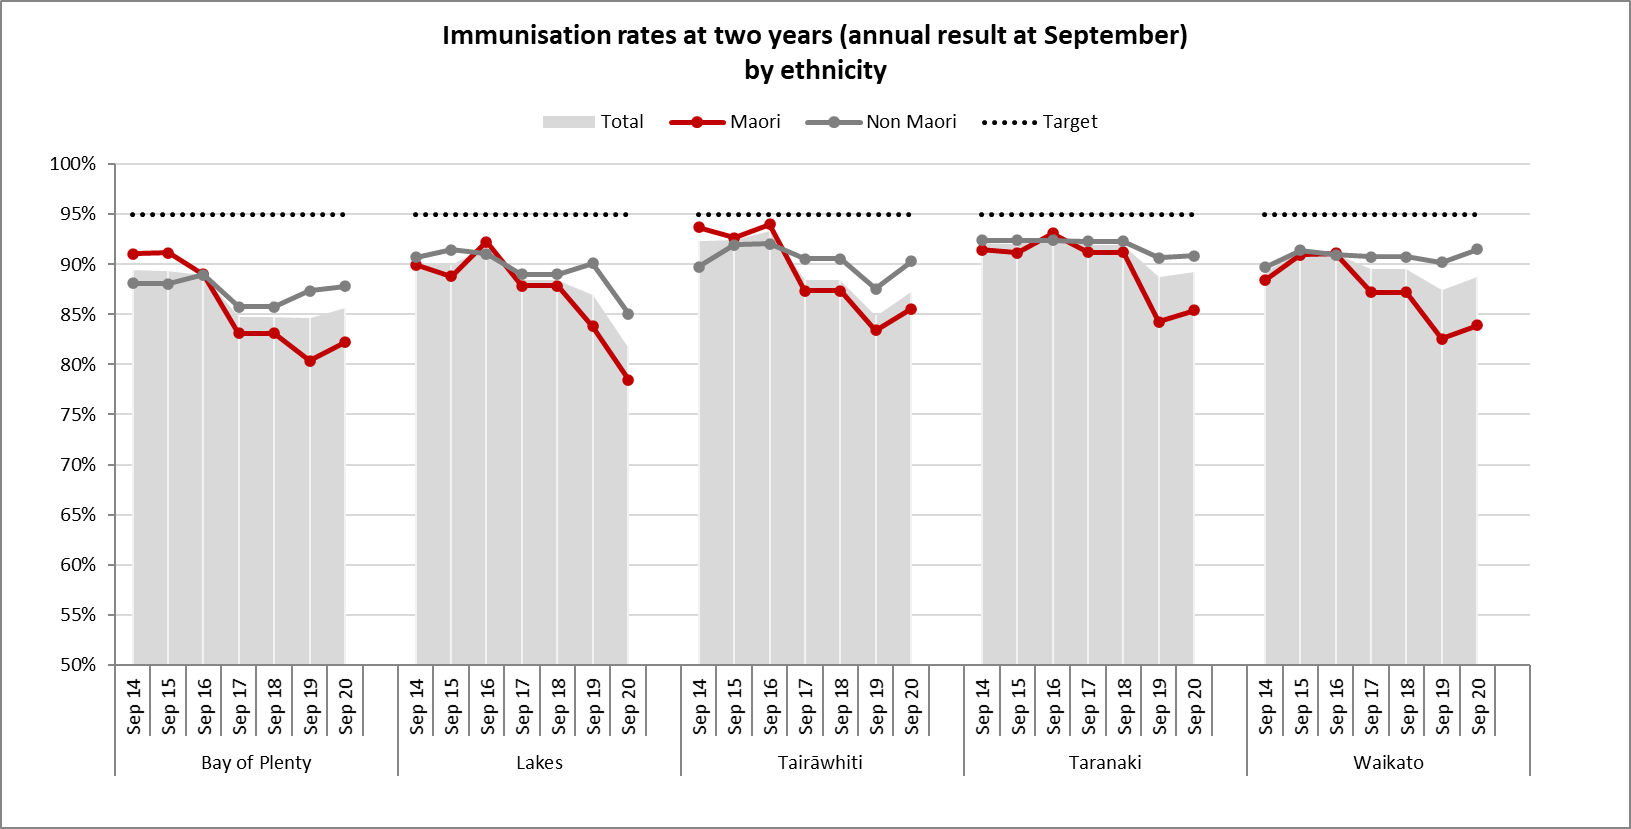 Immunisation rates at two years (annual result at September)
by ethnicity
Total Maori Non Maori Target
100%
95%
90%
85%
80%
75%
70%
65%
60%
55%
50%
Sep 14 Sep 15 Sep 16 Sep 17 Sep 18 Sep 19 Sep 20 Sep 14 Sep 15 Sep 16 Sep 17 Sep 18 Sep 19 Sep 20 Sep 14 Sep 15 Sep 16 Sep 17 Sep 18 Sep 19 Sep 20 Sep 14 Sep 15 Sep 16 Sep 17 Sep 18 Sep 19 Sep 20 Sep 14 Sep 15 Sep 16 Sep 17 Sep 18 Sep 19 Sep 20
Bay of Plenty Lakes Tairāwhiti Taranaki Waikato